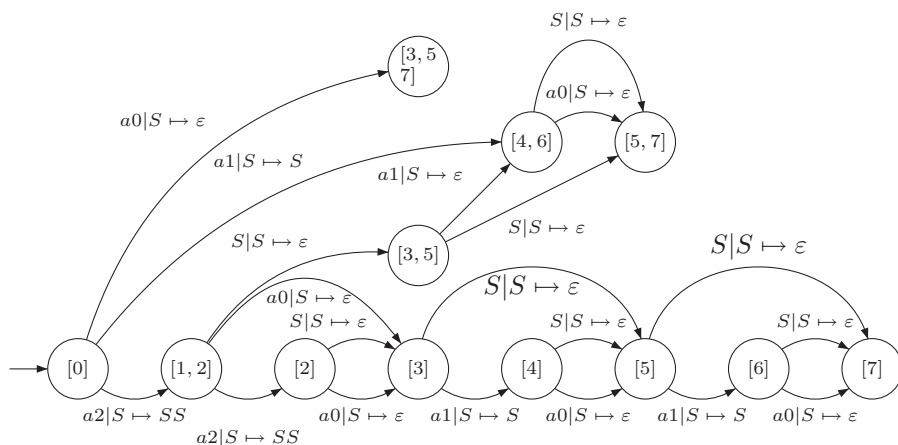 S|S ↦ ε
[3, 5
7]
a0|S ↦ ε
a0|S ↦ ε
[4, 6]
[5, 7]
a1|S ↦ S
a1|S ↦ ε
S|S ↦ ε
S|S ↦ ε
[3, 5]
S|S ↦ ε
S|S ↦ ε
a0|S ↦ ε
S|S ↦ ε
S|S ↦ ε
S|S ↦ ε
[0]
[1, 2]
[2]
[3]
[4]
[5]
[6]
[7]
a2|S ↦ SS
a2|S ↦ SS
a0|S ↦ ε
a1|S ↦ S
a0|S ↦ ε
a1|S ↦ S
a0|S ↦ ε